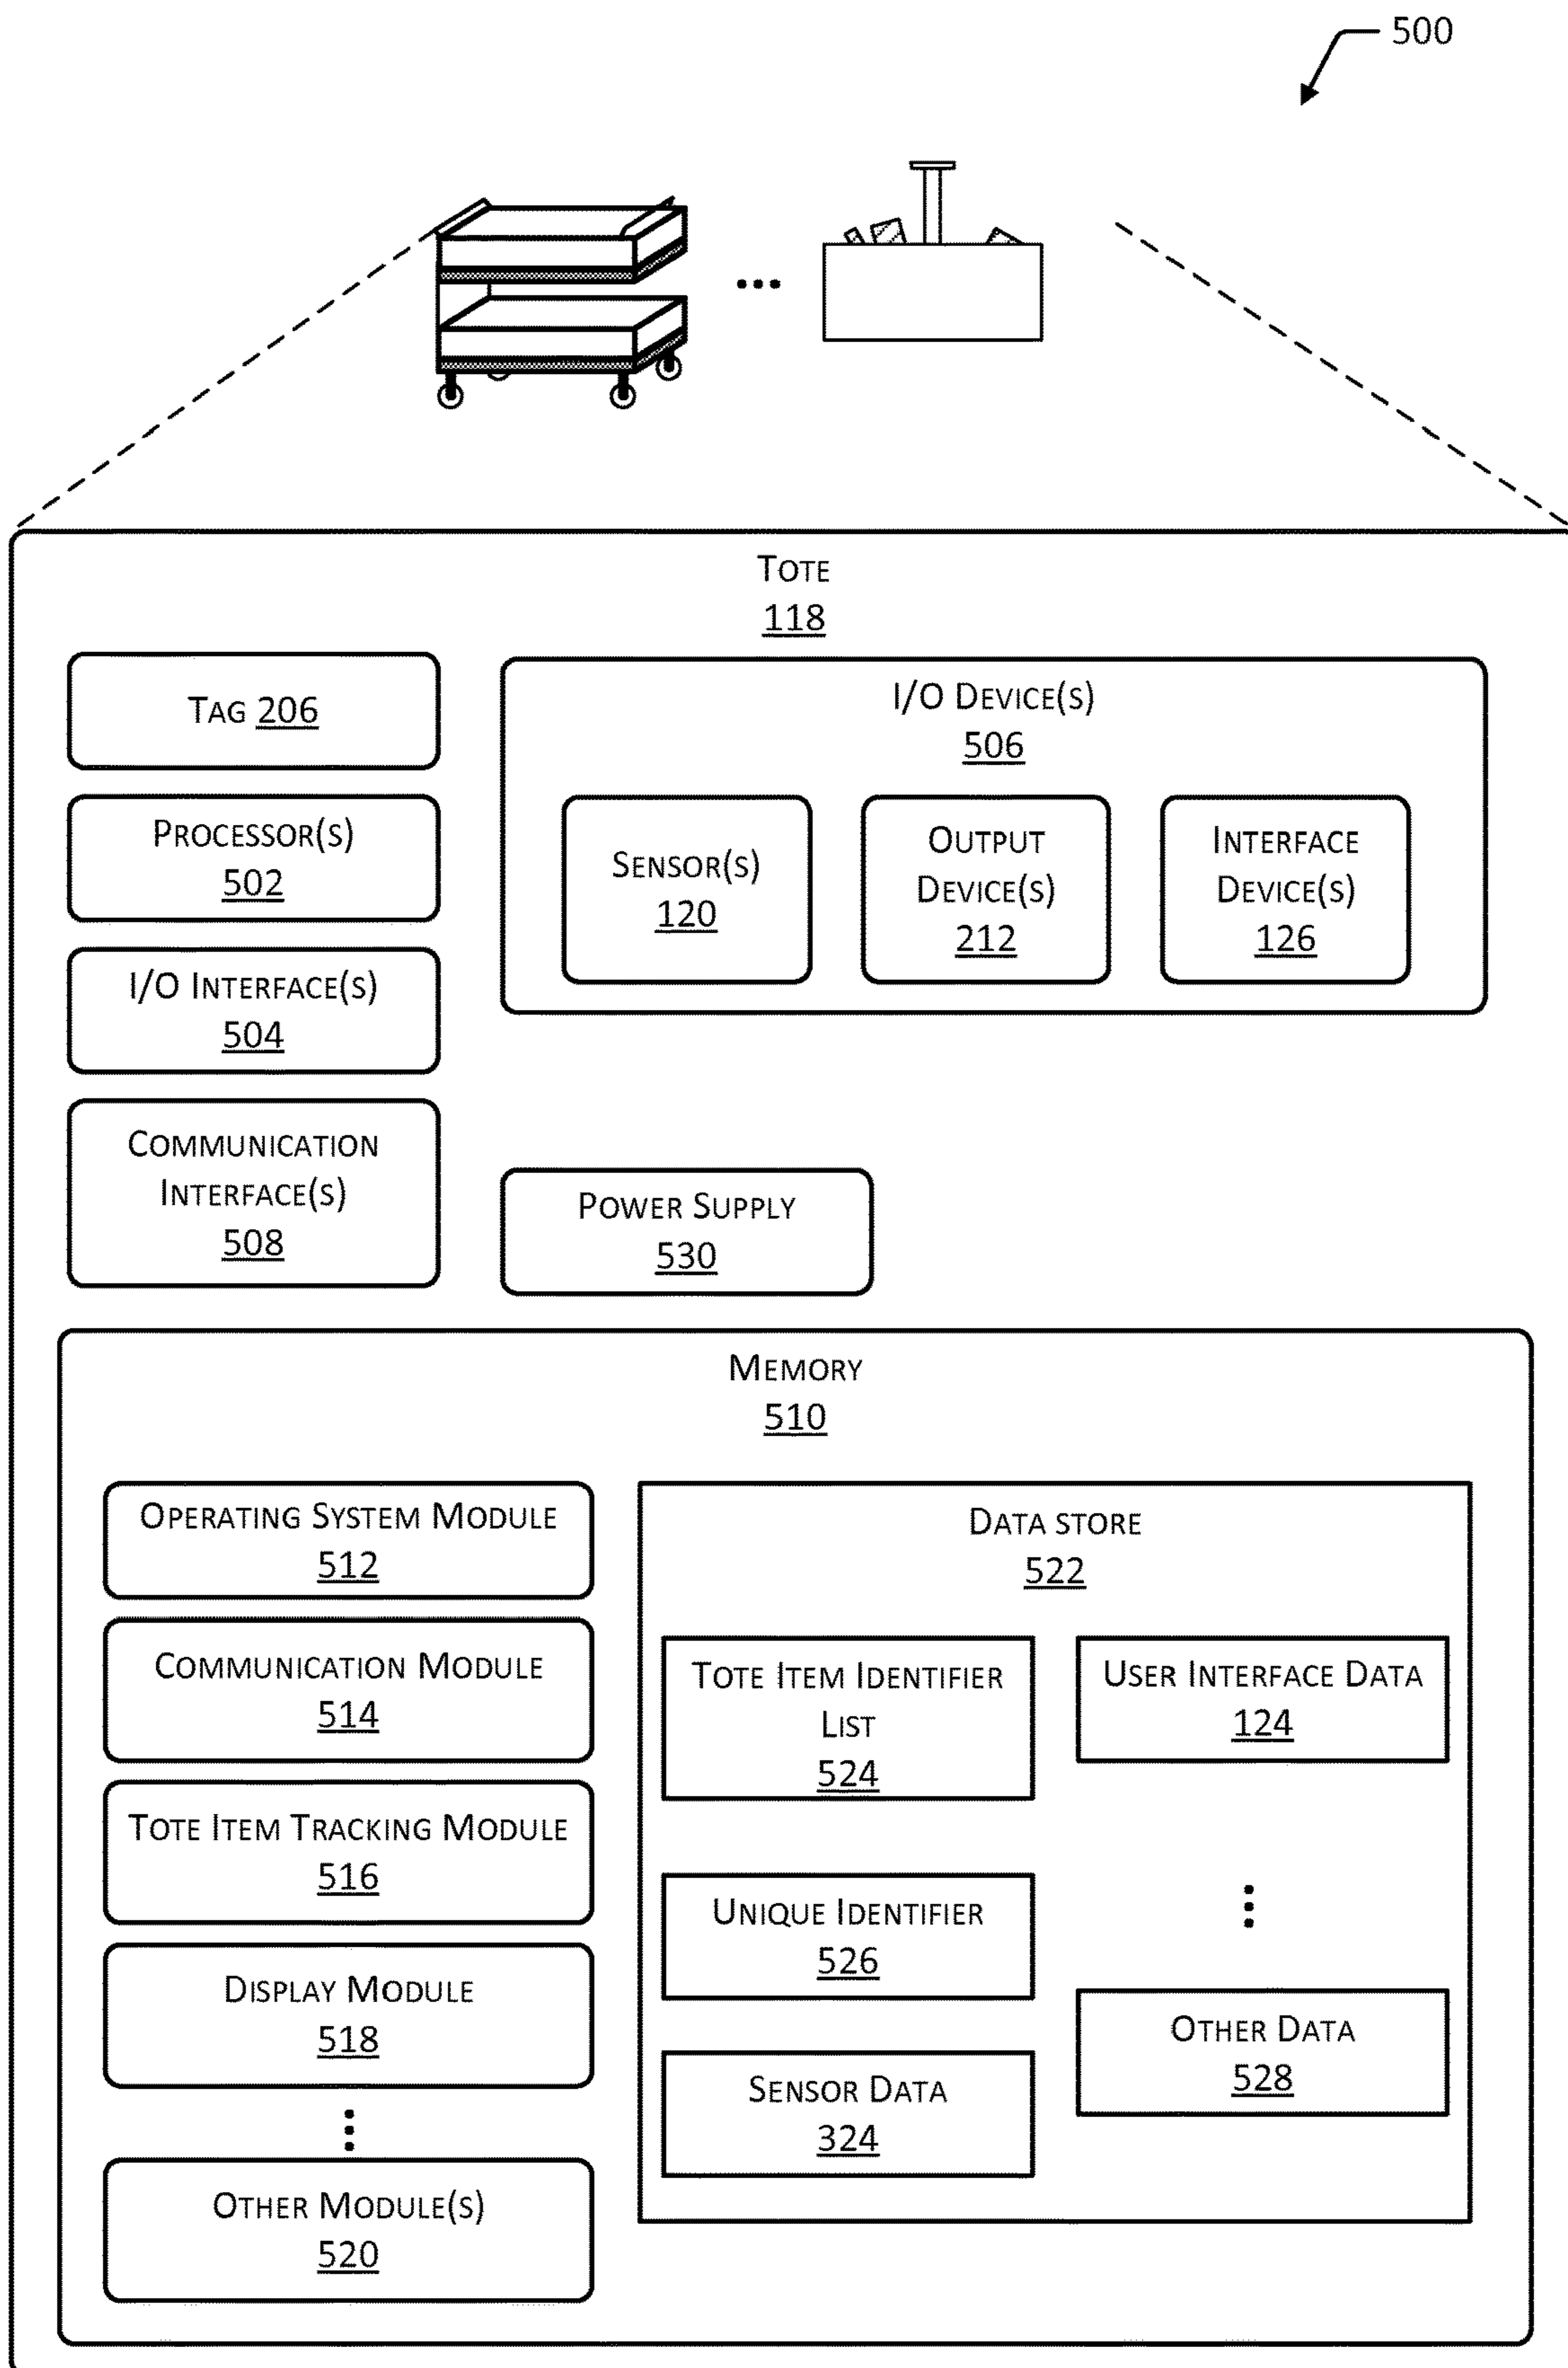 500
TOTE
118
TAG 206
PROCESSOR(S)
502
I/O INTERFACE(S)
504
COMMUNICATION
INTERFACE(S)
508
I/O DEVICE(S)
506
SENSOR(S)
120
OUTPUT
DEVICE(S)
212
INTERFACE
DEVICE(S)
126
POWER SUPPLY
530
MEMORY
510
OPERATING SYSTEM MODULE
512
COMMUNICATION MODULE
514
TOTE ITEM TRACKING MODULE
516
DISPLAY MODULE
518
OTHER MODULE(S)
520
DATA STORE
522
TOTE ITEM IDENTIFIER
LIST
524
UNIQUE IDENTIFIER
526
SENSOR DATA
324
USER INTERFACE DATA
124
OTHER DATA
528